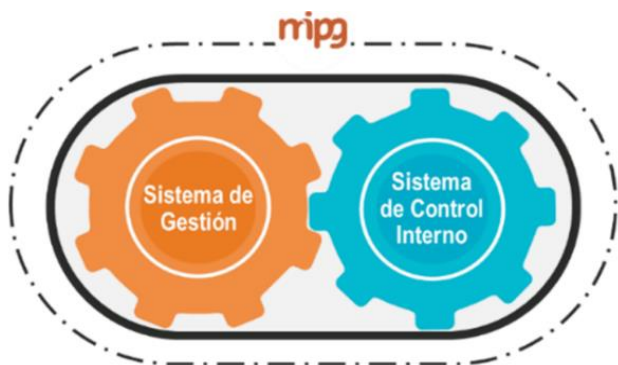 mipg
Sistema de
Gestión
Sistema
de Control
Interno